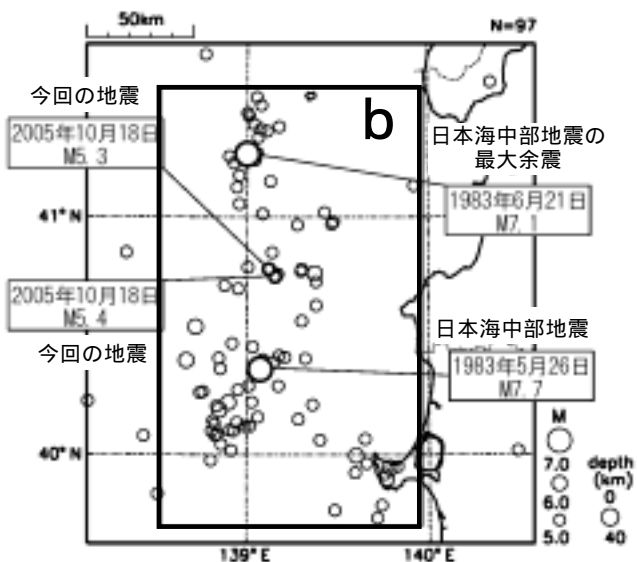 50km
N=97
今回の地震
2005年10月18日
M5.3
b
日本海中部地震の
最大余震
1983年6月21日
M7.1
41°N
2005年10月18日
M5.4
今回の地震
日本海中部地震
1983年5月26日
M7.7
40°N
M
7.0
6.0
5.0
depth
(km)
0
40
139°E
140°E